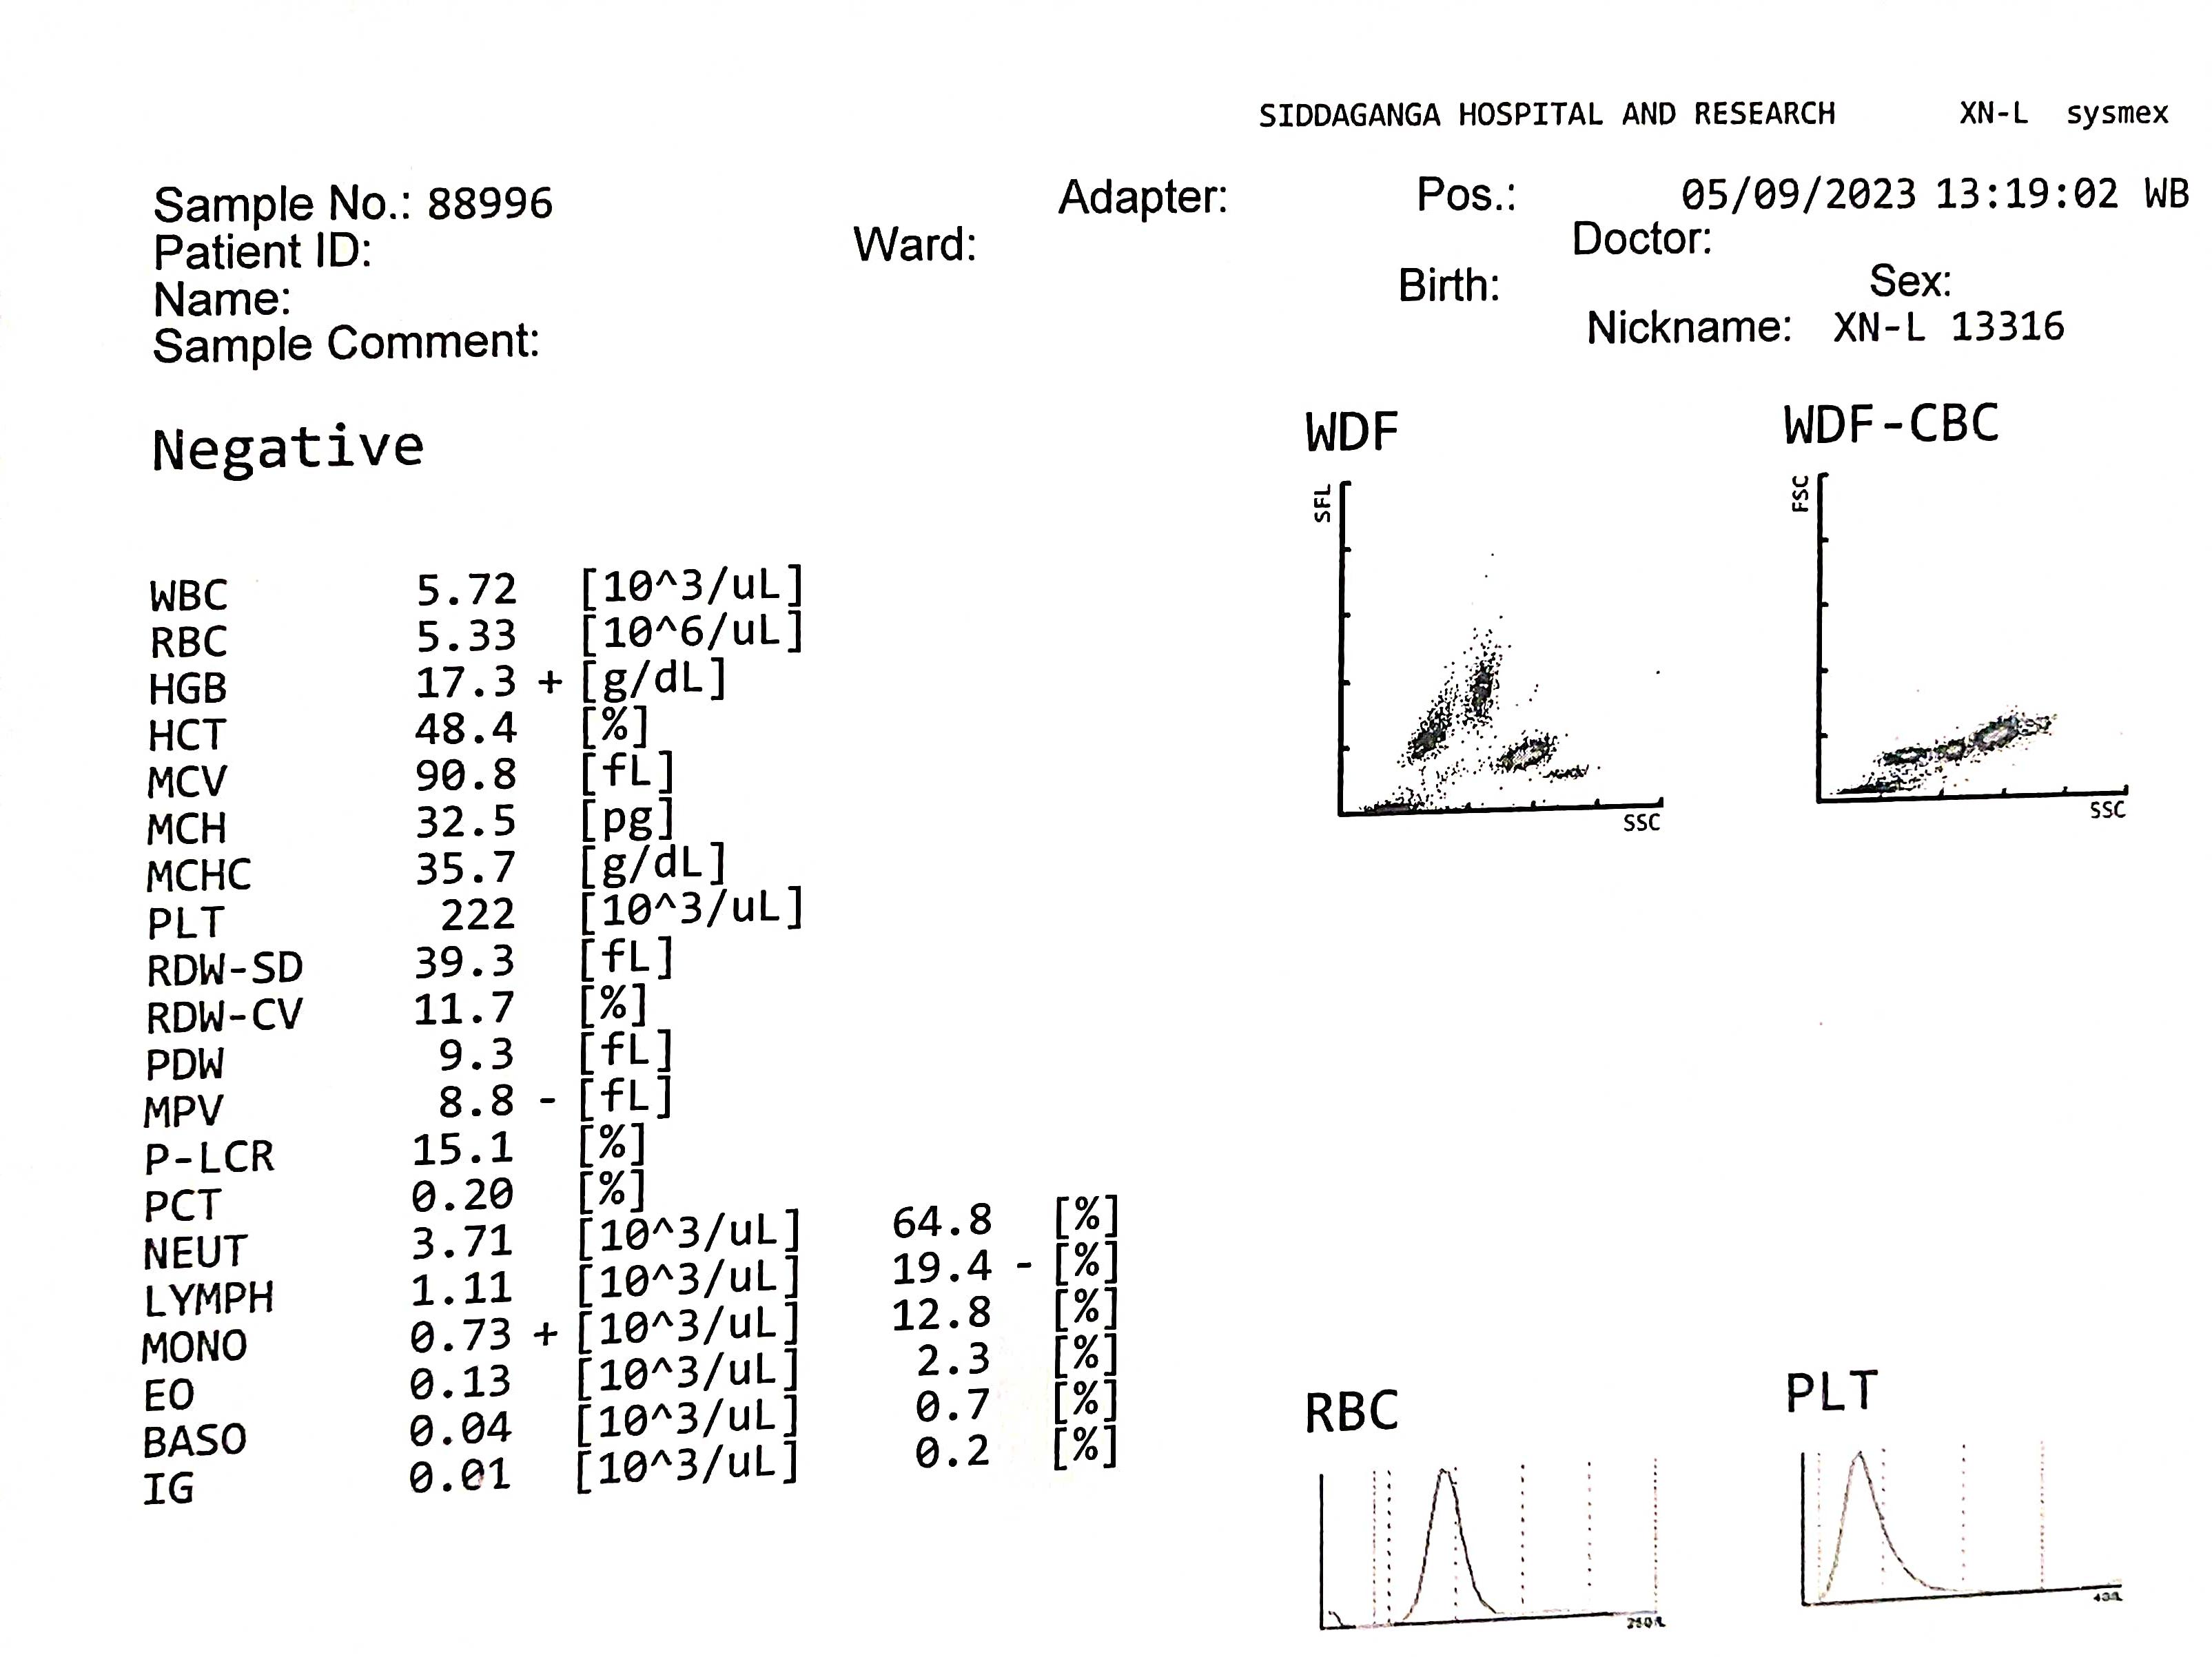 SIDDAGANGA HOSPITAL AND RESEARCH XN-L sysmex
Sample No.: 88996 Adapter: Pos.: 05/09/2023 13:19:02 WB
Patient ID: Ward: Doctor:
Name: Birth: Sex:
Sample Comment: Nickname: XN-L 13316
Negative
WDF WDF-CBC
SFL FSC
SSC SSC
WBC 5.72 [10^3/uL]
RBC 5.33 [10^6/uL]
HGB 17.3 + [g/dL]
HCT 48.4 [%]
MCV 90.8 [fL]
MCH 32.5 [pg]
MCHC 35.7 [g/dL]
PLT 222 [10^3/uL]
RDW-SD 39.3 [fL]
RDW-CV 11.7 [%]
PDW 9.3 [fL]
MPV 8.8 - [fL]
P-LCR 15.1 [%]
PCT 0.20 [%]
NEUT 3.71 [10^3/uL] 64.8 [%]
LYMPH 1.11 [10^3/uL] 19.4 - [%]
MONO 0.73 + [10^3/uL] 12.8 [%]
EO 0.13 [10^3/uL] 2.3 [%]
BASO 0.04 [10^3/uL] 0.7 [%]
IG 0.01 [10^3/uL] 0.2 [%]
RBC PLT